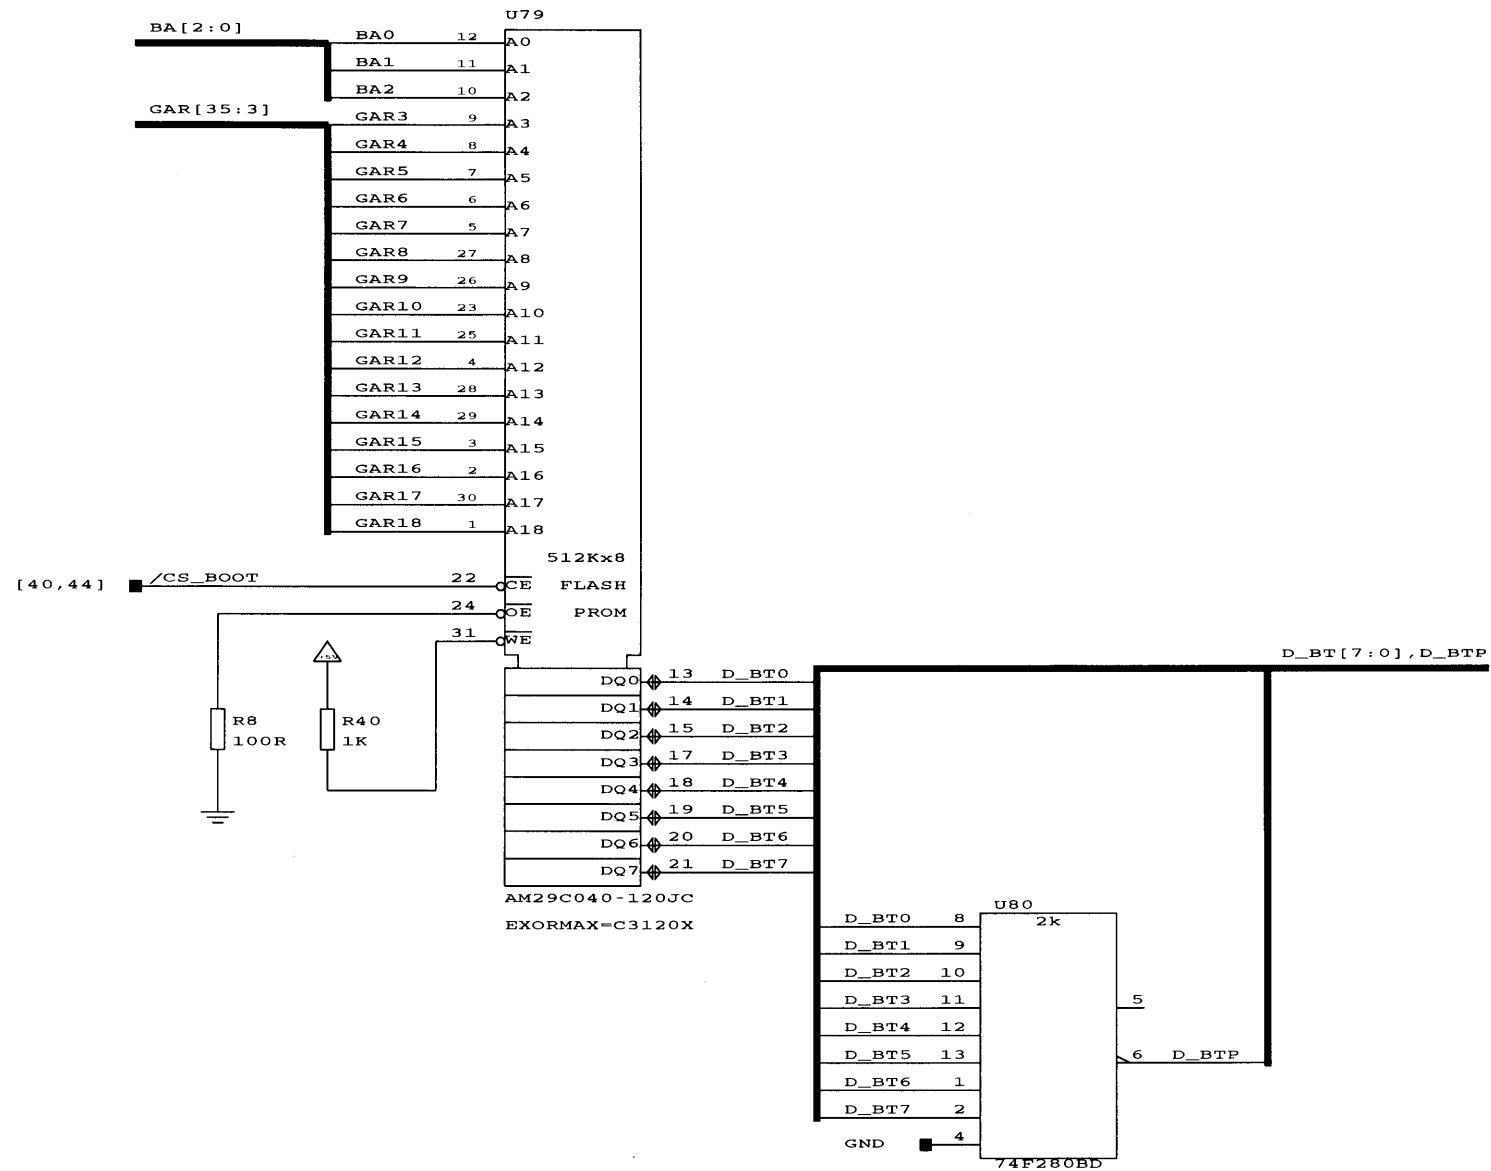 U79
BA[2:0]
BA0 12 A0
BA1 11 A1
BA2 10 A2
GAR[35:3]
GAR3 9 A3
GAR4 8 A4
GAR5 7 A5
GAR6 6 A6
GAR7 5 A7
GAR8 27 A8
GAR9 26 A9
GAR10 23 A10
GAR11 25 A11
GAR12 4 A12
GAR13 28 A13
GAR14 29 A14
GAR15 3 A15
GAR16 2 A16
GAR17 30 A17
GAR18 1 A18
512Kx8
[40,44] /CS_BOOT 22 CE FLASH
24 OE PROM
31 WE
+5V
D_BT[7:0],D_BTP
DQ0 13 D_BT0
DQ1 14 D_BT1
DQ2 15 D_BT2
DQ3 17 D_BT3
DQ4 18 D_BT4
DQ5 19 D_BT5
DQ6 20 D_BT6
DQ7 21 D_BT7
R8
100R
R40
1K
AM29C040-120JC
EXORMAX=C3120X
U80
2k
D_BT0 8
D_BT1 9
D_BT2 10
D_BT3 11
D_BT4 12
D_BT5 13
D_BT6 1
D_BT7 2
GND 4
5
6 D_BTP
74F280BD